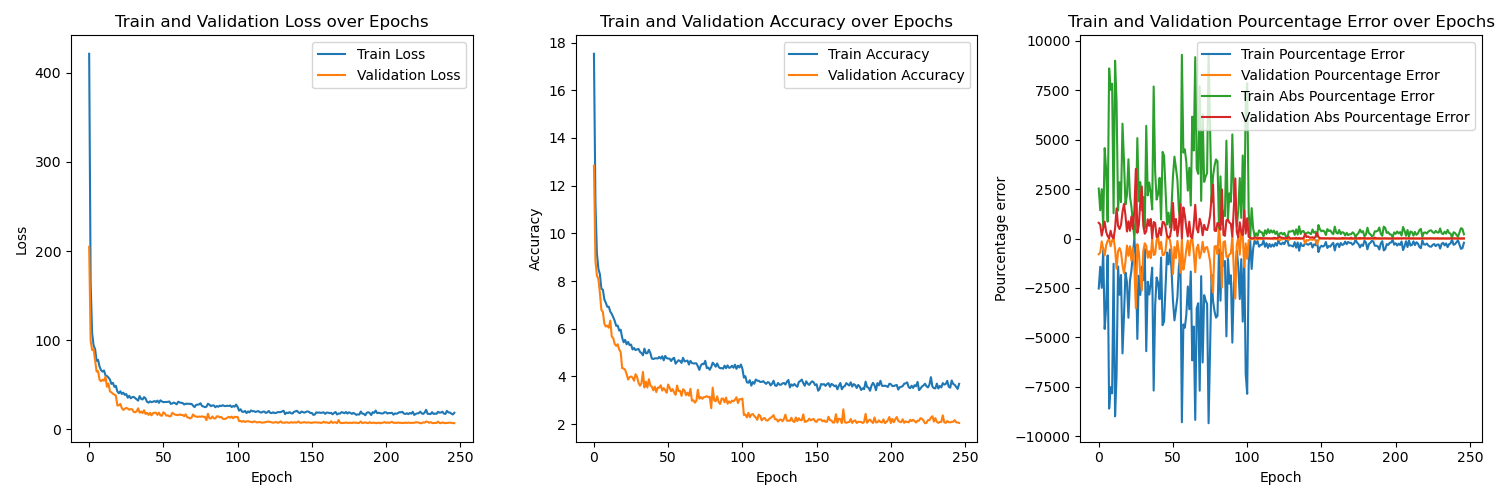 Train and Validation Loss over Epochs
Train Loss
Validation Loss
Loss
400
300
200
100
0
0
50
100
150
200
250
Epoch
Train and Validation Accuracy over Epochs
Train Accuracy
Validation Accuracy
Accuracy
18
16
14
12
10
8
6
4
2
0
50
100
150
200
250
Epoch
Train and Validation Pourcentage Error over Epochs
Train Pourcentage Error
Validation Pourcentage Error
Train Abs Pourcentage Error
Validation Abs Pourcentage Error
Pourcentage error
10000
7500
5000
2500
0
−2500
−5000
−7500
−10000
0
50
100
150
200
250
Epoch